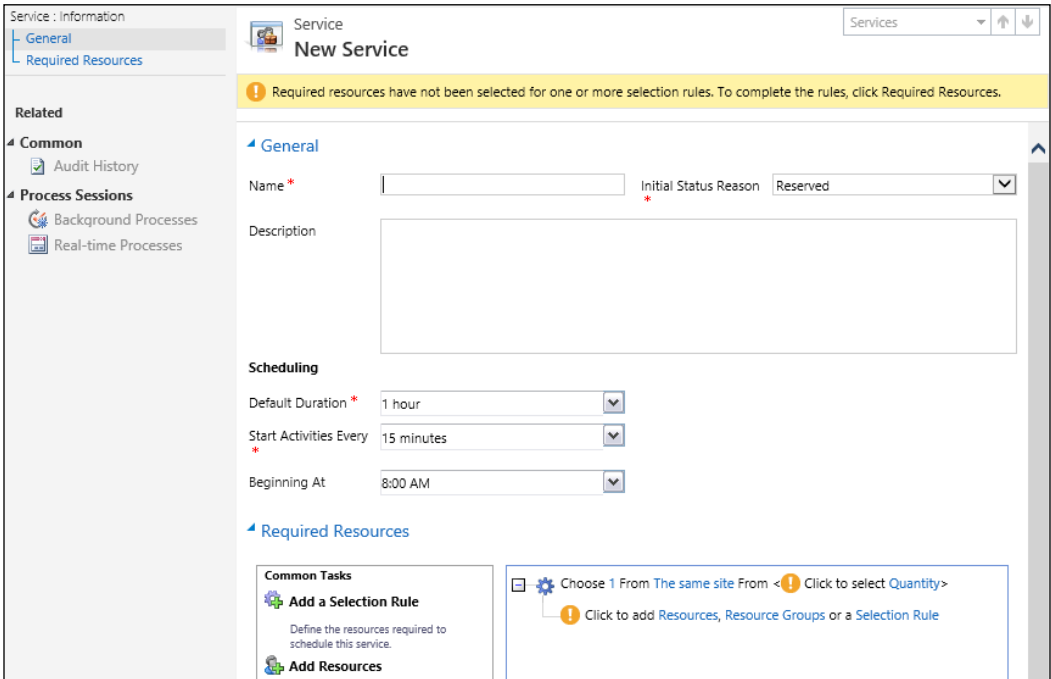 Service : Information
General
Required Resources
Related
Common
Audit History
Process Sessions
Background Processes
Real-time Processes
Service
New Service
Services
Required resources have not been selected for one or more selection rules. To complete the rules, click Required Resources.
General
Name *
Initial Status Reason *
Reserved
Description
Scheduling
Default Duration *
1 hour
Start Activities Every *
15 minutes
Beginning At
8:00 AM
Required Resources
Common Tasks
Add a Selection Rule
Define the resources required to
schedule this service.
Add Resources
Choose 1 From The same site From < Click to select Quantity>
Click to add Resources, Resource Groups or a Selection Rule